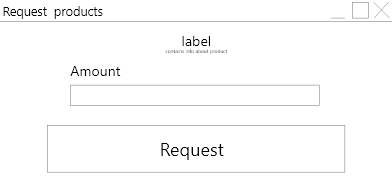 Request products
label
contains info about product
Amount
Request